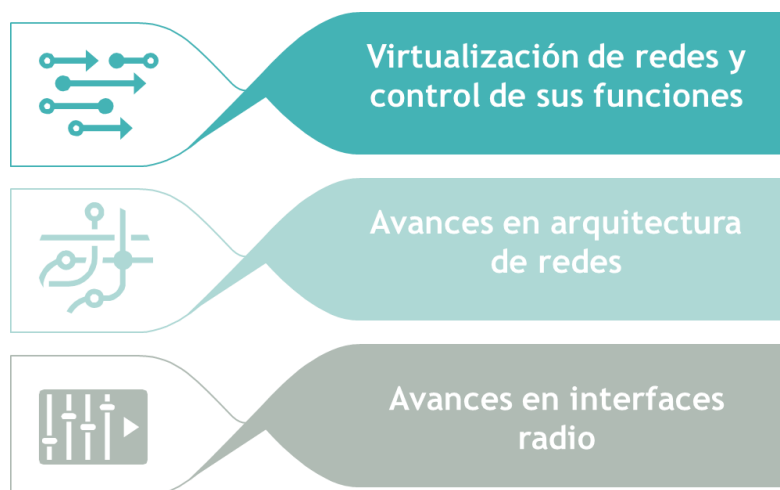 Virtualización de redes y
control de sus funciones
Avances en arquitectura
de redes
Avances en interfaces
radio